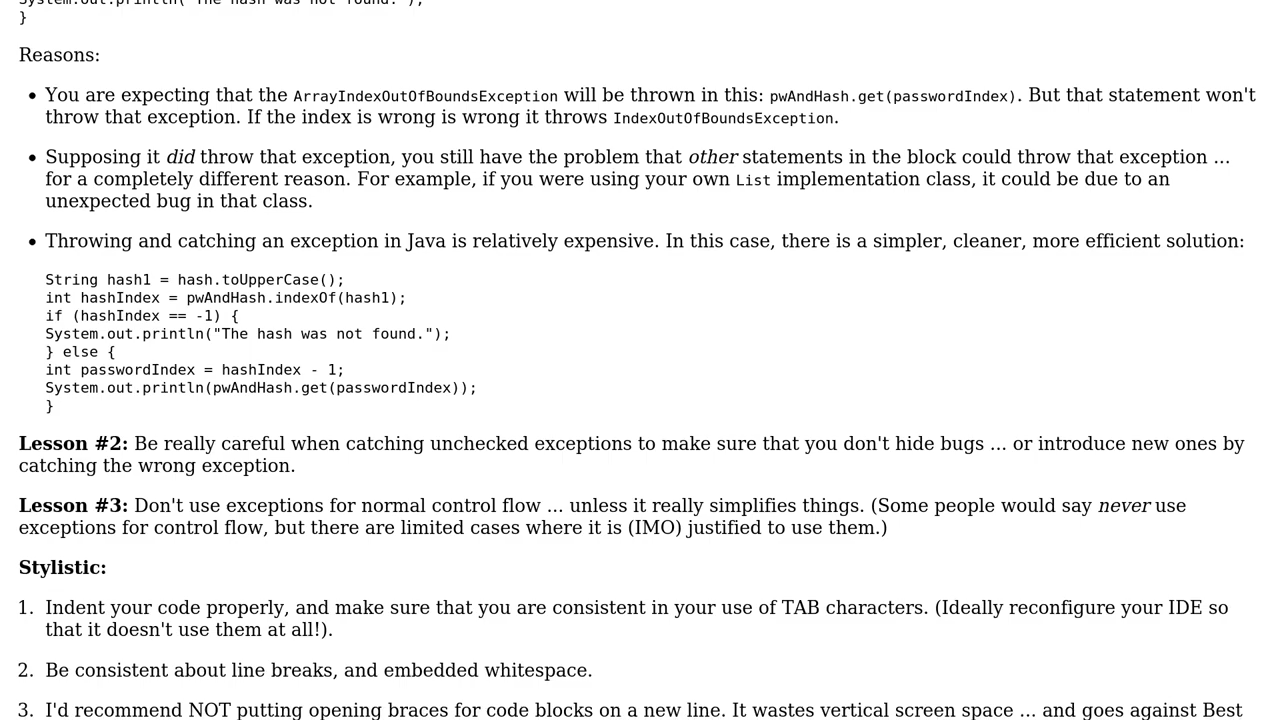 System.out.println("The hash was not found.");
}
Reasons:
You are expecting that the ArrayIndexOutOfBoundsException will be thrown in this: pwAndHash.get(passwordIndex). But that statement won't
throw that exception. If the index is wrong is wrong it throws IndexOutOfBoundsException.
Supposing it did throw that exception, you still have the problem that other statements in the block could throw that exception ...
for a completely different reason. For example, if you were using your own List implementation class, it could be due to an
unexpected bug in that class.
Throwing and catching an exception in Java is relatively expensive. In this case, there is a simpler, cleaner, more efficient solution:
String hash1 = hash.toUpperCase();
int hashIndex = pwAndHash.indexOf(hash1);
if (hashIndex == -1) {
System.out.println("The hash was not found.");
} else {
int passwordIndex = hashIndex - 1;
System.out.println(pwAndHash.get(passwordIndex));
}
Lesson #2: Be really careful when catching unchecked exceptions to make sure that you don't hide bugs ... or introduce new ones by
catching the wrong exception.
Lesson #3: Don't use exceptions for normal control flow ... unless it really simplifies things. (Some people would say never use
exceptions for control flow, but there are limited cases where it is (IMO) justified to use them.)
Stylistic:
1. Indent your code properly, and make sure that you are consistent in your use of TAB characters. (Ideally reconfigure your IDE so
that it doesn't use them at all!).
2. Be consistent about line breaks, and embedded whitespace.
3. I'd recommend NOT putting opening braces for code blocks on a new line. It wastes vertical screen space ... and goes against Best